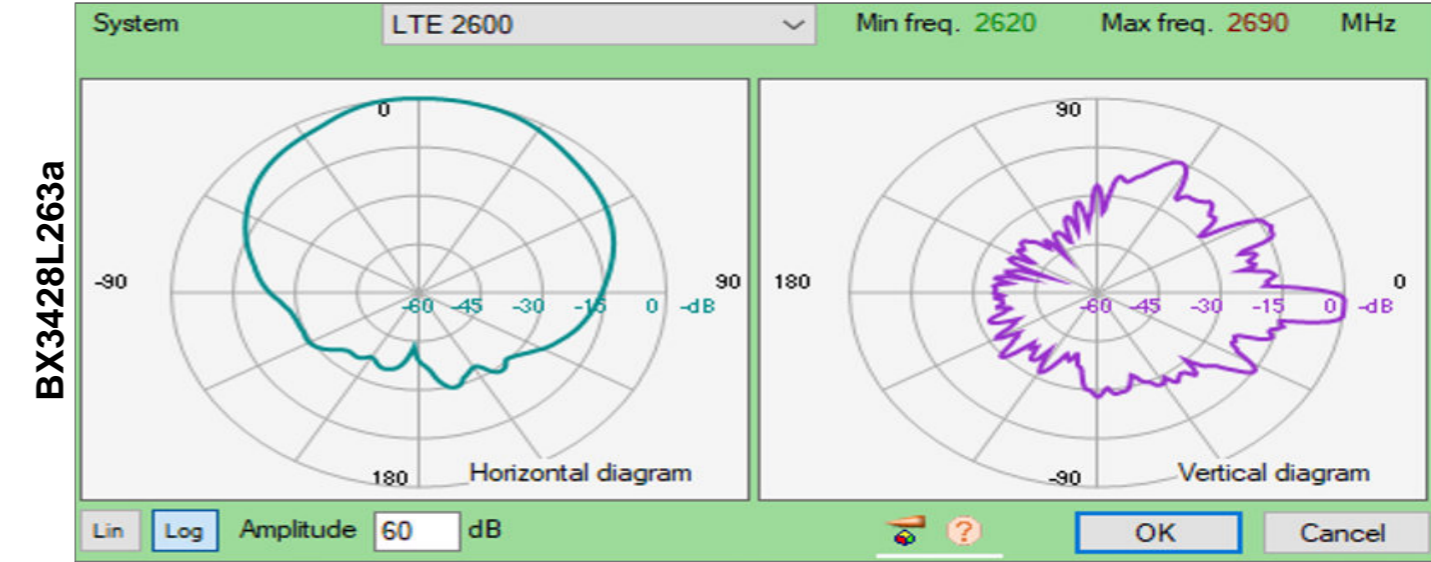 BX3428L263a
System LTE 2600 Min freq. 2620 Max freq. 2690 MHz
0
-90 90
-60 -45 -30 -15 0 -dB
180 Horizontal diagram
90
180 0
-60 -45 -30 -15 0 -dB
-90 Vertical diagram
Lin Log Amplitude 60 dB ? OK Cancel